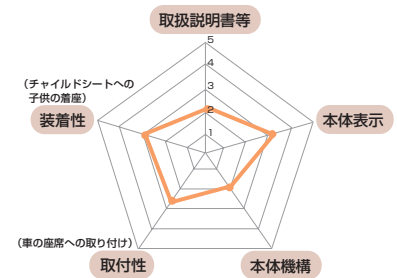 取扱説明書等
5
4
3
2
1
（チャイルドシートへの
子供の着座）
装着性
本体表示
（車の座席への取り付け）
取付性
本体機構